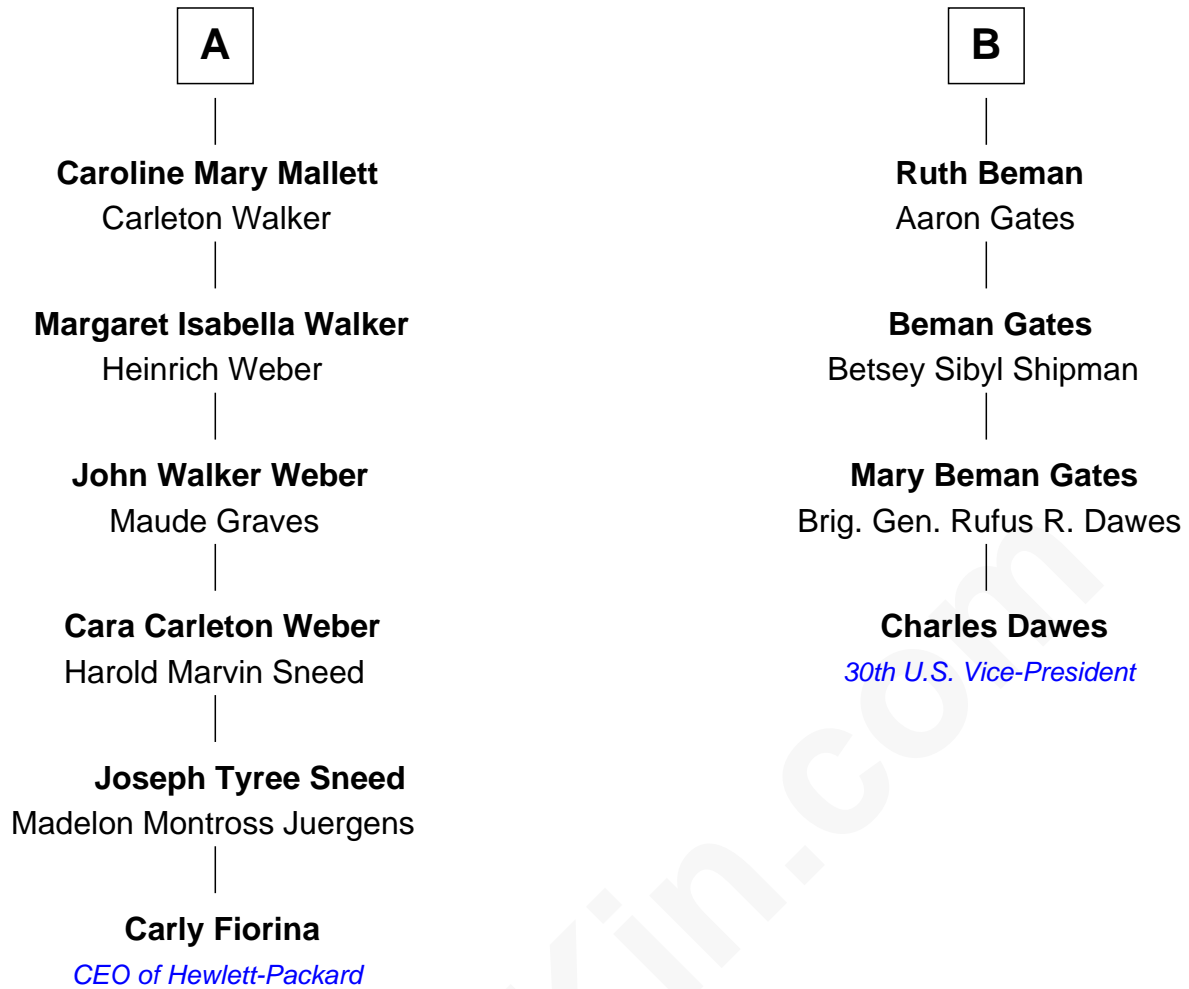 A
Caroline Mary Mallett
Carleton Walker
Margaret Isabella Walker
Heinrich Weber
John Walker Weber
Maude Graves
Cara Carleton Weber
Harold Marvin Sneed
Joseph Tyree Sneed
Madelon Montross Juergens
Carly Fiorina
CEO of Hewlett-Packard
B
Ruth Beman
Aaron Gates
Beman Gates
Betsey Sibyl Shipman
Mary Beman Gates
Brig. Gen. Rufus R. Dawes
Charles Dawes
30th U.S. Vice-President